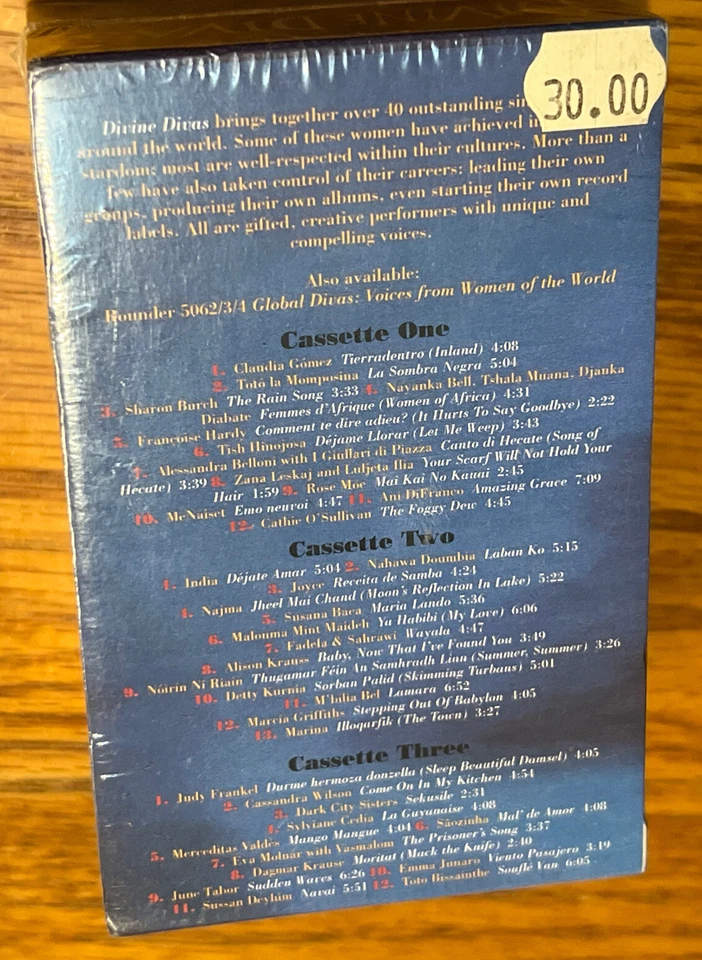 DIVINE DIV
30.00
Divine Divas brings together over 40 outstanding
around the world. Some of these women have achieved
stardom; most are well-respected within their cultures. More than a
few have also taken control of their careers: leading their own
groups, producing their own albums, even starting their own record
labels. All are gifted, creative performers with unique and
compelling voices.
Also available:
Rounder 5062/3/4 Global Divas: Voices from Women of the World
Cassette One
1. Claudia Gómez Tierradentro (Inland) 4:08
2. Totó la Momposina La Sombra Negra 5:04
3. Sharon Burch The Rain Song 3:33 4. Nayanka Bell, Tshala Muana, Djanka
Diabate Femmes d'Afrique (Women of Africa) 4:31
5. Françoise Hardy Comment te dire adieu? (It Hurts To Say Goodbye) 2:22
6. Tish Hinojosa Déjame Llorar (Let Me Weep) 3:43
7. Alessandra Belloni with I Giullari di Piazza Canto di Hecate (Song of
Hecate) 3:39 8. Zana Leskaj and Luljeta Ilia Your Scarf Will Not Hold Your
Hair 1:59 9. Rose Moe Mai Kai No Kauai 2:45
10. McNaiset Emo neuvoi 4:47 11. Ani DiFranco Amazing Grace 7:09
12. Cathie O'Sullivan The Foggy Dew 4:45
Cassette Two
1. India Déjate Amar 5:04 2. Nahawa Doumbia Laban Ko 5:15
3. Joyce Receita de Samba 4:24
4. Najma Jheel Mai Chand (Moon's Reflection In Lake) 5:22
5. Susana Baca Maria Lando 5:36
6. Malouma Mint Maideh Ya Habibi (My Love) 6:06
7. Fadela & Sahrawi Wayala 4:47
8. Alison Krauss Baby, Now That I've Found You 3:49
9. Nóirín Ní Riain Thugamar Féin An Samhradh Linn (Summer, Summer) 3:26
10. Detty Kurnia Sorban Palid (Skimming Turbans) 5:01
11. M'bilia Bel Lamara 6:52
12. Marcia Griffiths Stepping Out Of Babylon 4:05
13. Marina Illoqarfik (The Town) 3:27
Cassette Three
1. Judy Frankel Durme hermoza donzella (Sleep Beautiful Damsel) 4:05
2. Cassandra Wilson Come On In My Kitchen 4:54
3. Dark City Sisters Sekusile 2:31
4. Sylviane Cedia La Guyanaise 4:08
5. Merceditas Valdés Mango Mangue 4:04 6. Sãozinha Mal' de Amor 4:08
7. Eva Molnár with Vasmalom The Prisoner's Song 3:37
8. Dagmar Krause Moritat (Mack the Knife) 2:40
9. June Tabor Sudden Waves 6:26 10. Emma Junaro Viento Pasajero 3:19
11. Sussan Deyhim Navai 5:51 12. Toto Bissainthe Souflé Van 6:05